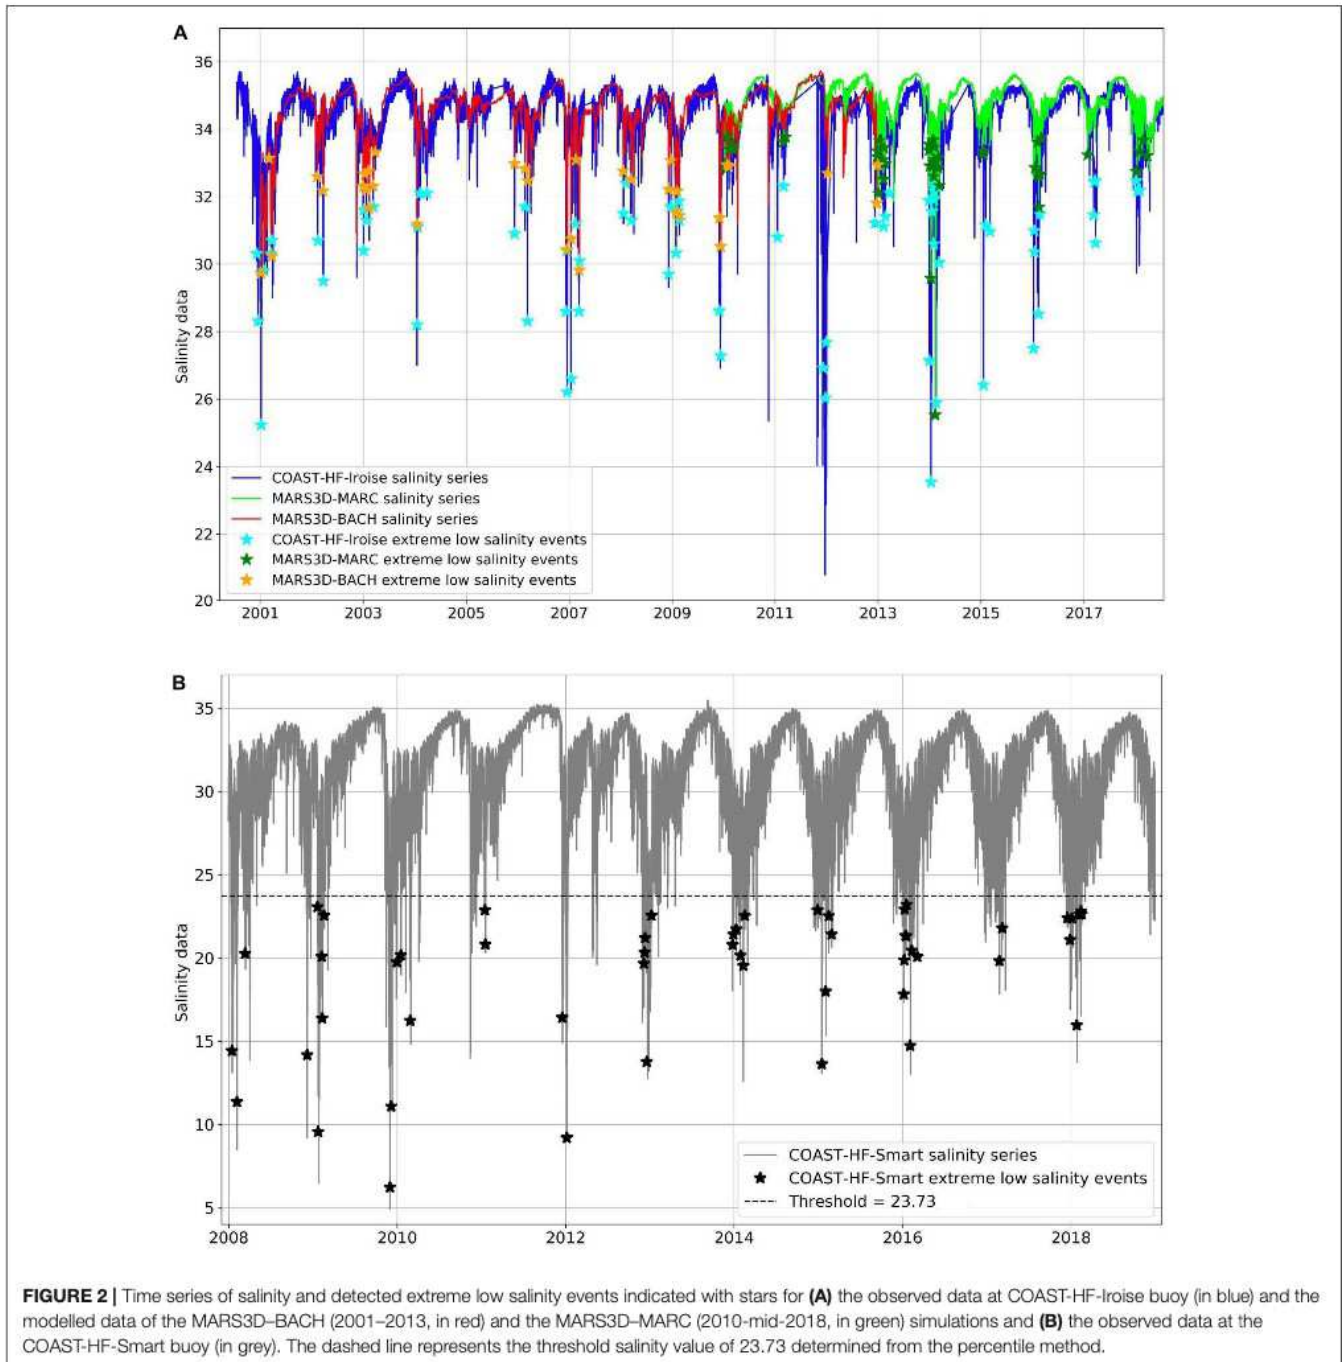 A
36
34
32
30
28
26
24
22
20
Salinity data
COAST-HF-Iroise salinity series
MARS3D-MARC salinity series
MARS3D-BACH salinity series
COAST-HF-Iroise extreme low salinity events
MARS3D-MARC extreme low salinity events
MARS3D-BACH extreme low salinity events
2001 2003 2005 2007 2009 2011 2013 2015 2017
B
35
30
25
20
15
10
5
Salinity data
COAST-HF-Smart salinity series
COAST-HF-Smart extreme low salinity events
Threshold = 23.73
2008 2010 2012 2014 2016 2018
FIGURE 2 | Time series of salinity and detected extreme low salinity events indicated with stars for (A) the observed data at COAST-HF-Iroise buoy (in blue) and the
modelled data of the MARS3D–BACH (2001–2013, in red) and the MARS3D–MARC (2010-mid-2018, in green) simulations and (B) the observed data at the
COAST-HF-Smart buoy (in grey). The dashed line represents the threshold salinity value of 23.73 determined from the percentile method.